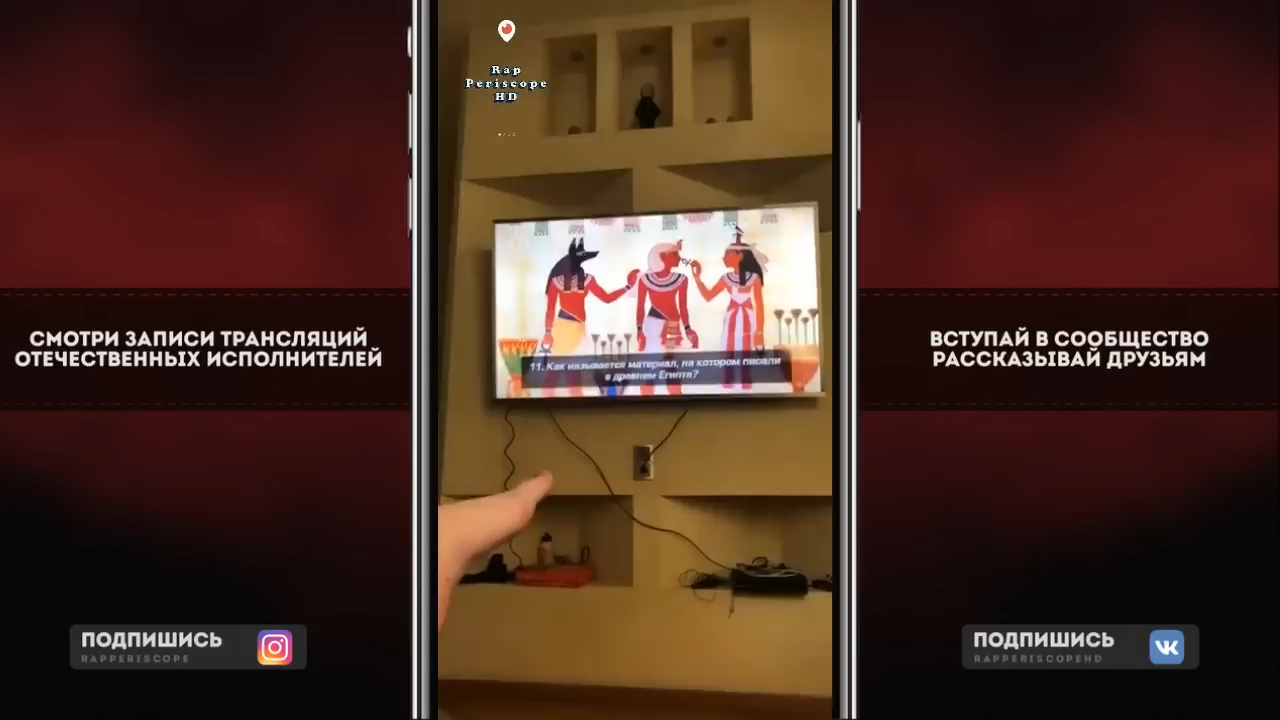 Rap
Periscope
HD
СМОТРИ ЗАПИСИ ТРАНСЛЯЦИЙ
ОТЕЧЕСТВЕННЫХ ИСПОЛНИТЕЛЕЙ
ВСТУПАЙ В СООБЩЕСТВО
РАССКАЗЫВАЙ ДРУЗЬЯМ
11. Как называется материал, на котором писали
в древнем Египте?
ПОДПИШИСЬ
RAPPERISCOPE
ПОДПИШИСЬ
RAPPERISCOPEHD